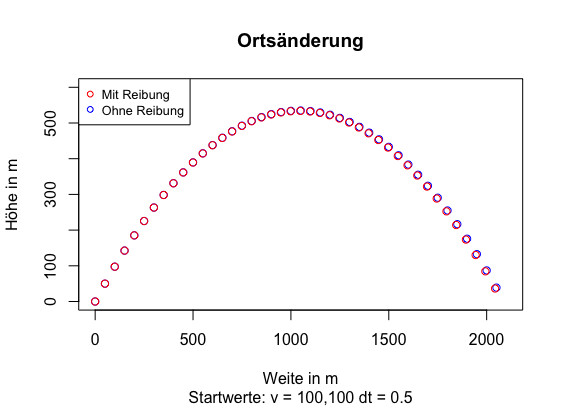 Ortsänderung
Mit Reibung
Ohne Reibung
Höhe in m
500
300
100
0
0
500
1000
1500
2000
Weite in m
Startwerte: v = 100,100 dt = 0.5